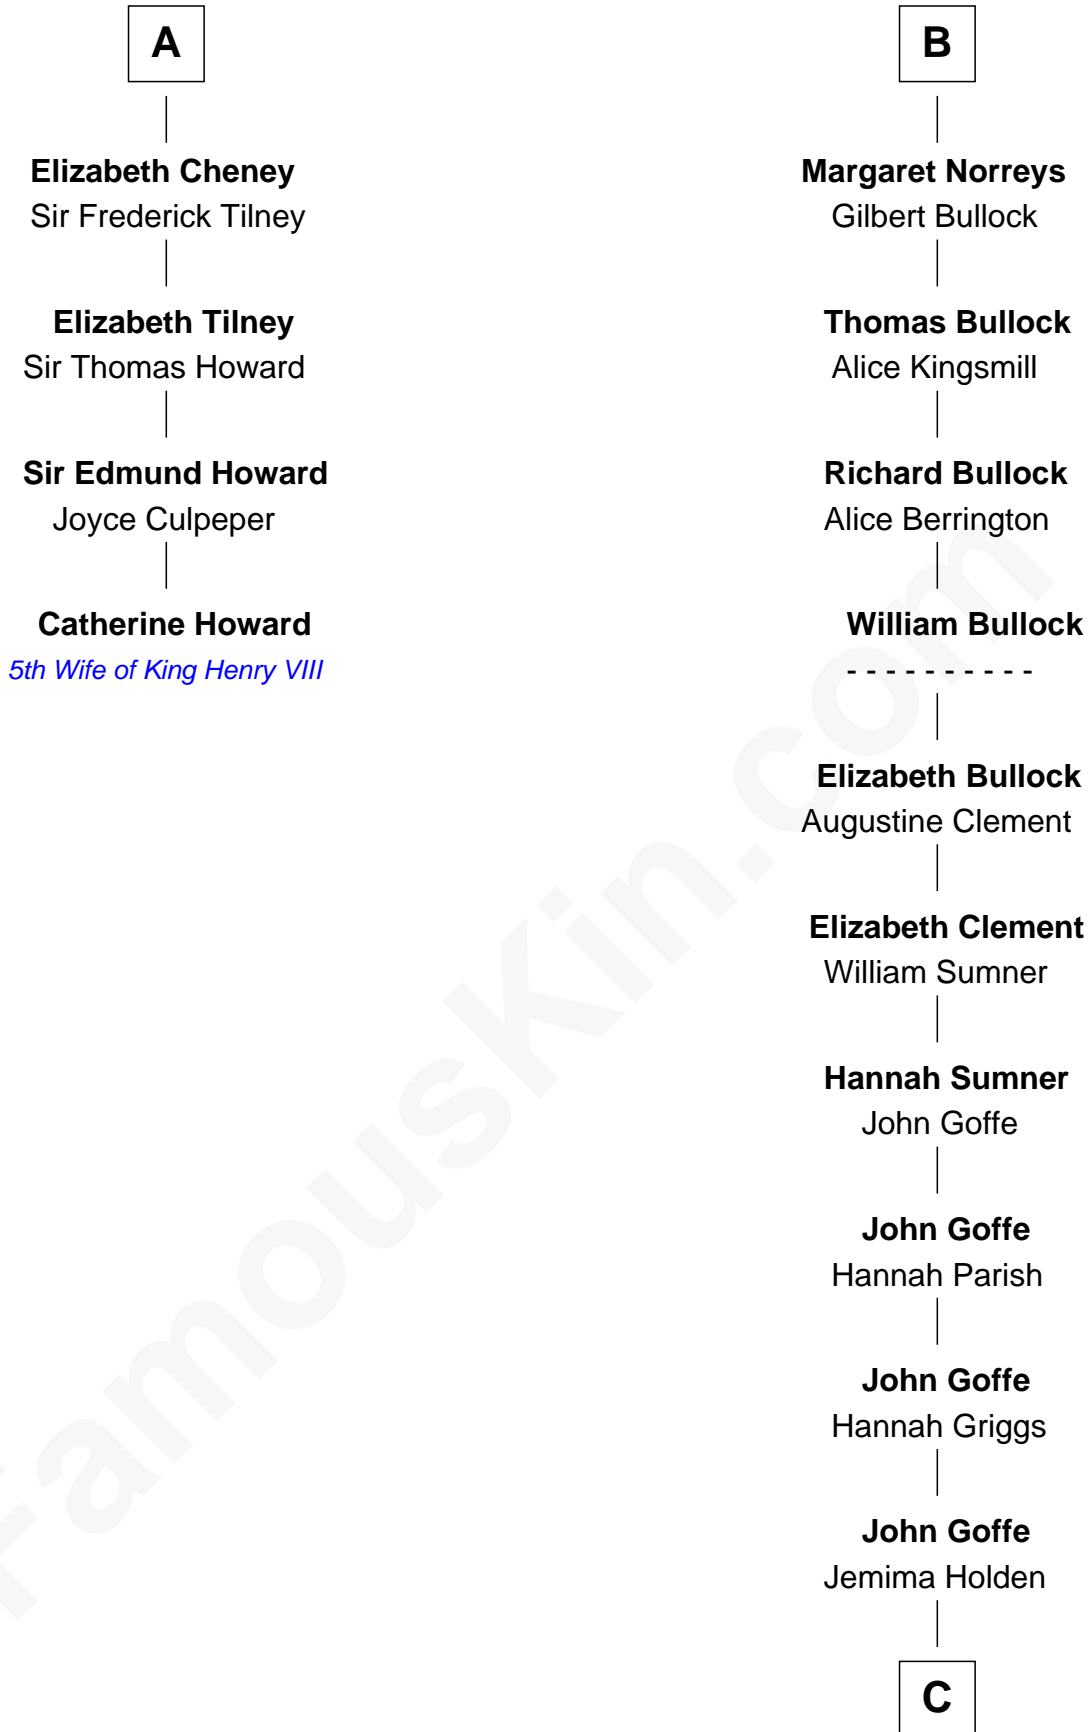 A
Elizabeth Cheney
Sir Frederick Tilney
Elizabeth Tilney
Sir Thomas Howard
Sir Edmund Howard
Joyce Culpeper
Catherine Howard
5th Wife of King Henry VIII
B
Margaret Norreys
Gilbert Bullock
Thomas Bullock
Alice Kingsmill
Richard Bullock
Alice Berrington
William Bullock
- - - - - - - - - -
Elizabeth Bullock
Augustine Clement
Elizabeth Clement
William Sumner
Hannah Sumner
John Goffe
John Goffe
Hannah Parish
John Goffe
Hannah Griggs
John Goffe
Jemima Holden
C
FamousKin.com